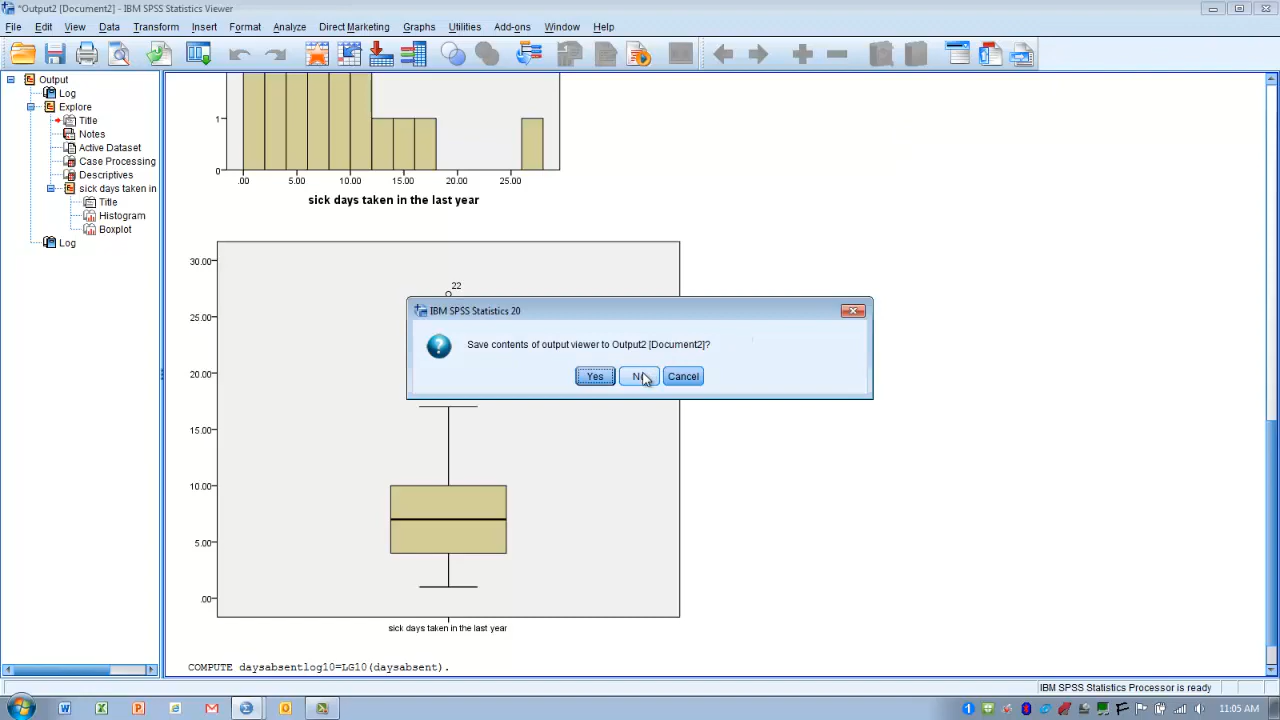 *Output2 [Document2] - IBM SPSS Statistics Viewer
File Edit View Data Transform Insert Format Analyze Direct Marketing Graphs Utilities Add-ons Window Help
Output
Log
Explore
Title
Notes
Active Dataset
Case Processing
Descriptives
sick days taken in
Title
Histogram
Boxplot
Log
1
0
.00 5.00 10.00 15.00 20.00 25.00
sick days taken in the last year
30.00
22
25.00
20.00
15.00
10.00
5.00
.00
sick days taken in the last year
IBM SPSS Statistics 20
Save contents of output viewer to Output2 [Document2]?
Yes No Cancel
COMPUTE daysabsentlog10=LG10(daysabsent).
IBM SPSS Statistics Processor is ready
11:05 AM